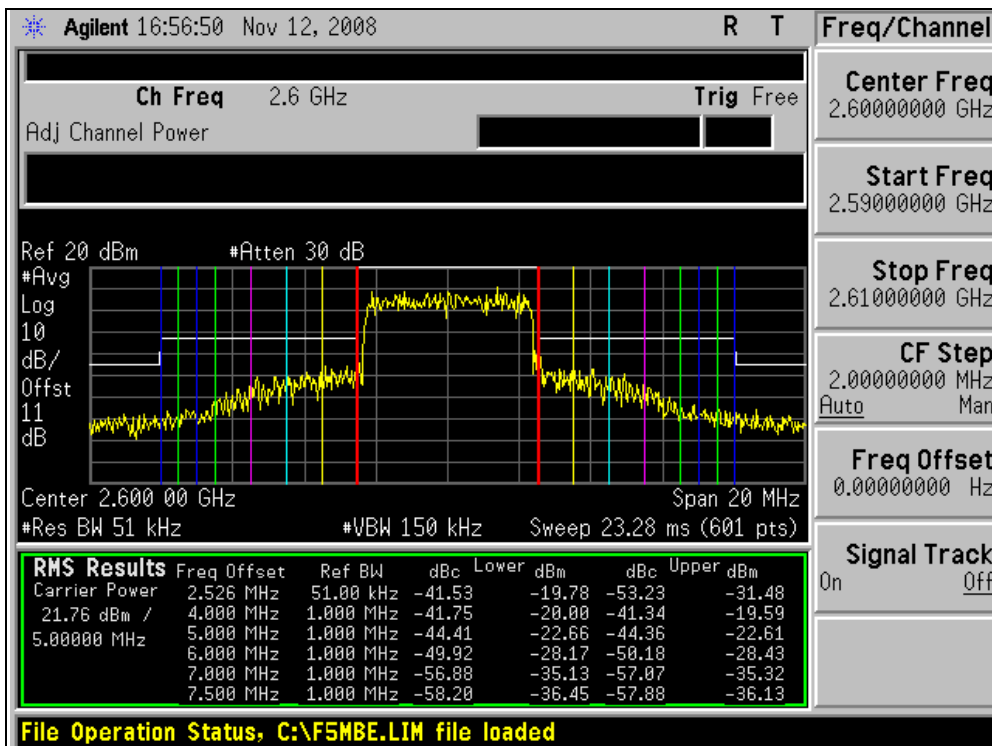 Agilent 16:56:50 Nov 12, 2008 R T
Freq/Channel
Ch Freq 2.6 GHz Trig Free
Adj Channel Power
Ref 20 dBm #Atten 30 dB
#Avg
Log
10
dB/
Offst
11
dB
Center 2.600 00 GHz Span 20 MHz
#Res BW 51 kHz #VBW 150 kHz Sweep 23.28 ms (601 pts)
RMS Results Freq Offset Ref BW dBc Lower dBm dBc Upper dBm
Carrier Power 2.526 MHz 51.00 kHz -41.53 -19.78 -53.23 -31.48
21.76 dBm / 4.000 MHz 1.000 MHz -41.75 -20.00 -41.34 -19.59
5.00000 MHz 5.000 MHz 1.000 MHz -44.41 -22.66 -44.36 -22.61
6.000 MHz 1.000 MHz -49.92 -28.17 -50.18 -28.43
7.000 MHz 1.000 MHz -56.88 -35.13 -57.07 -35.32
7.500 MHz 1.000 MHz -58.20 -36.45 -57.88 -36.13
File Operation Status, C:\F5MBE.LIM file loaded
Center Freq
2.60000000 GHz
Start Freq
2.59000000 GHz
Stop Freq
2.61000000 GHz
CF Step
2.00000000 MHz
Auto Man
Freq Offset
0.00000000 Hz
Signal Track
On Off